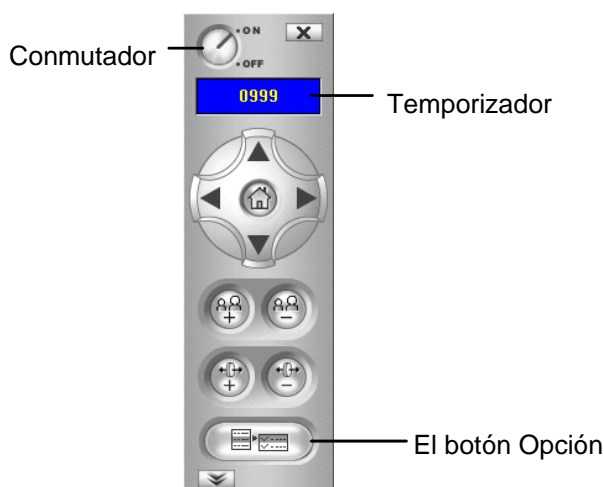 • ON
Conmutador
• OFF
0999
Temporizador
+ −
+ −
El botón Opción